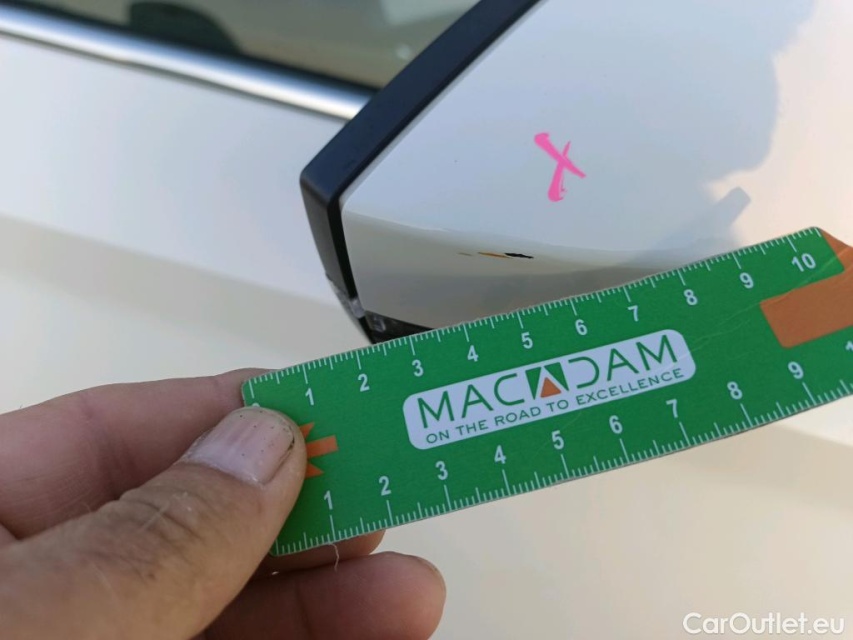 X
1 2 3 4 5 6 7 8 9 10
MACADAM
ON THE ROAD TO EXCELLENCE
1 2 3 4 5 6 7 8 9
CarOutlet.eu